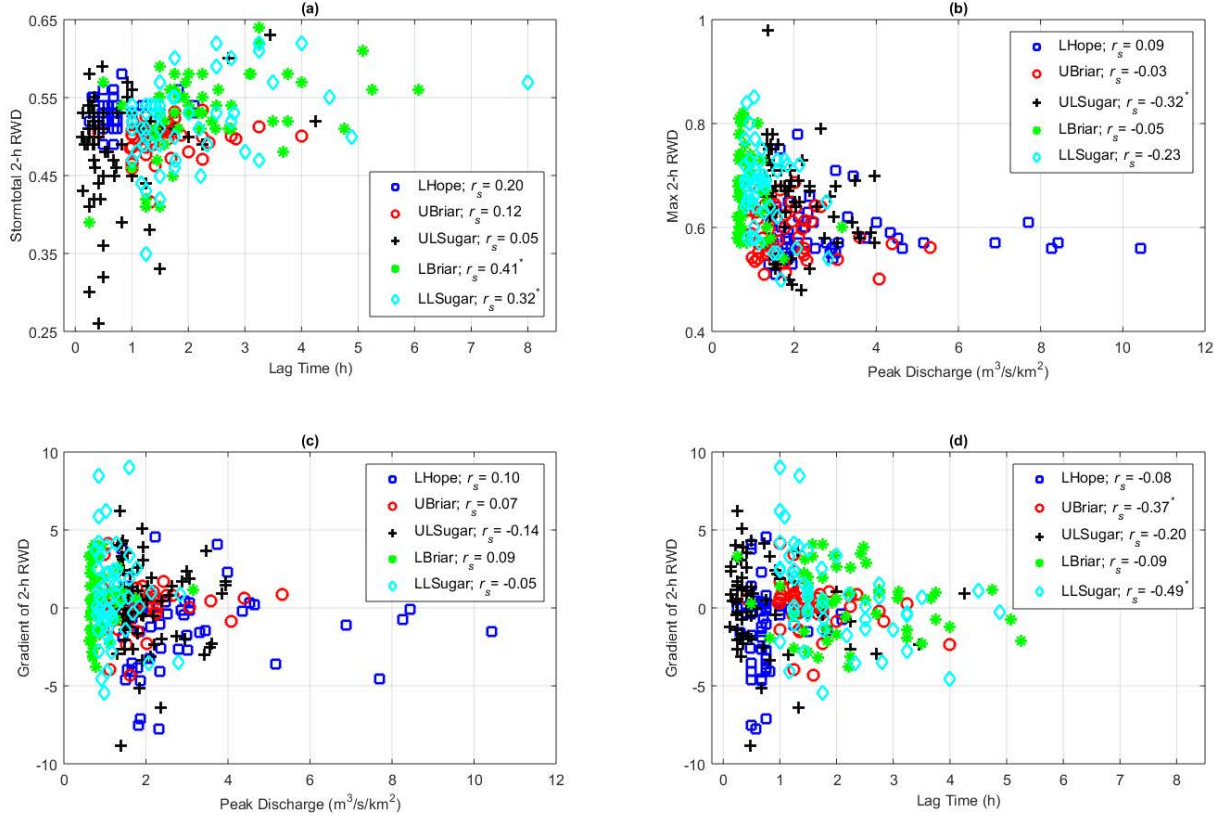 (a)
0.65
0.55
0.45
0.35
0.25
Stormtotal 2-h RWD
LHope; r_s = 0.20
UBriar; r_s = 0.12
ULSugar; r_s = 0.05
LBriar; r_s = 0.41*
LLSugar; r_s = 0.32*
0 1 2 3 4 5 6 7 8
Lag Time (h)
(b)
1
0.8
0.6
0.4
Max 2-h RWD
LHope; r_s = 0.09
UBriar; r_s = -0.03
ULSugar; r_s = -0.32*
LBriar; r_s = -0.05
LLSugar; r_s = -0.23
0 2 4 6 8 10 12
Peak Discharge (m³/s/km²)
(c)
10
5
0
-5
-10
Gradient of 2-h RWD
LHope; r_s = 0.10
UBriar; r_s = 0.07
ULSugar; r_s = -0.14
LBriar; r_s = 0.09
LLSugar; r_s = -0.05
0 2 4 6 8 10 12
Peak Discharge (m³/s/km²)
(d)
10
5
0
-5
-10
Gradient of 2-h RWD
LHope; r_s = -0.08
UBriar; r_s = -0.37*
ULSugar; r_s = -0.20
LBriar; r_s = -0.09
LLSugar; r_s = -0.49*
0 1 2 3 4 5 6 7 8
Lag Time (h)